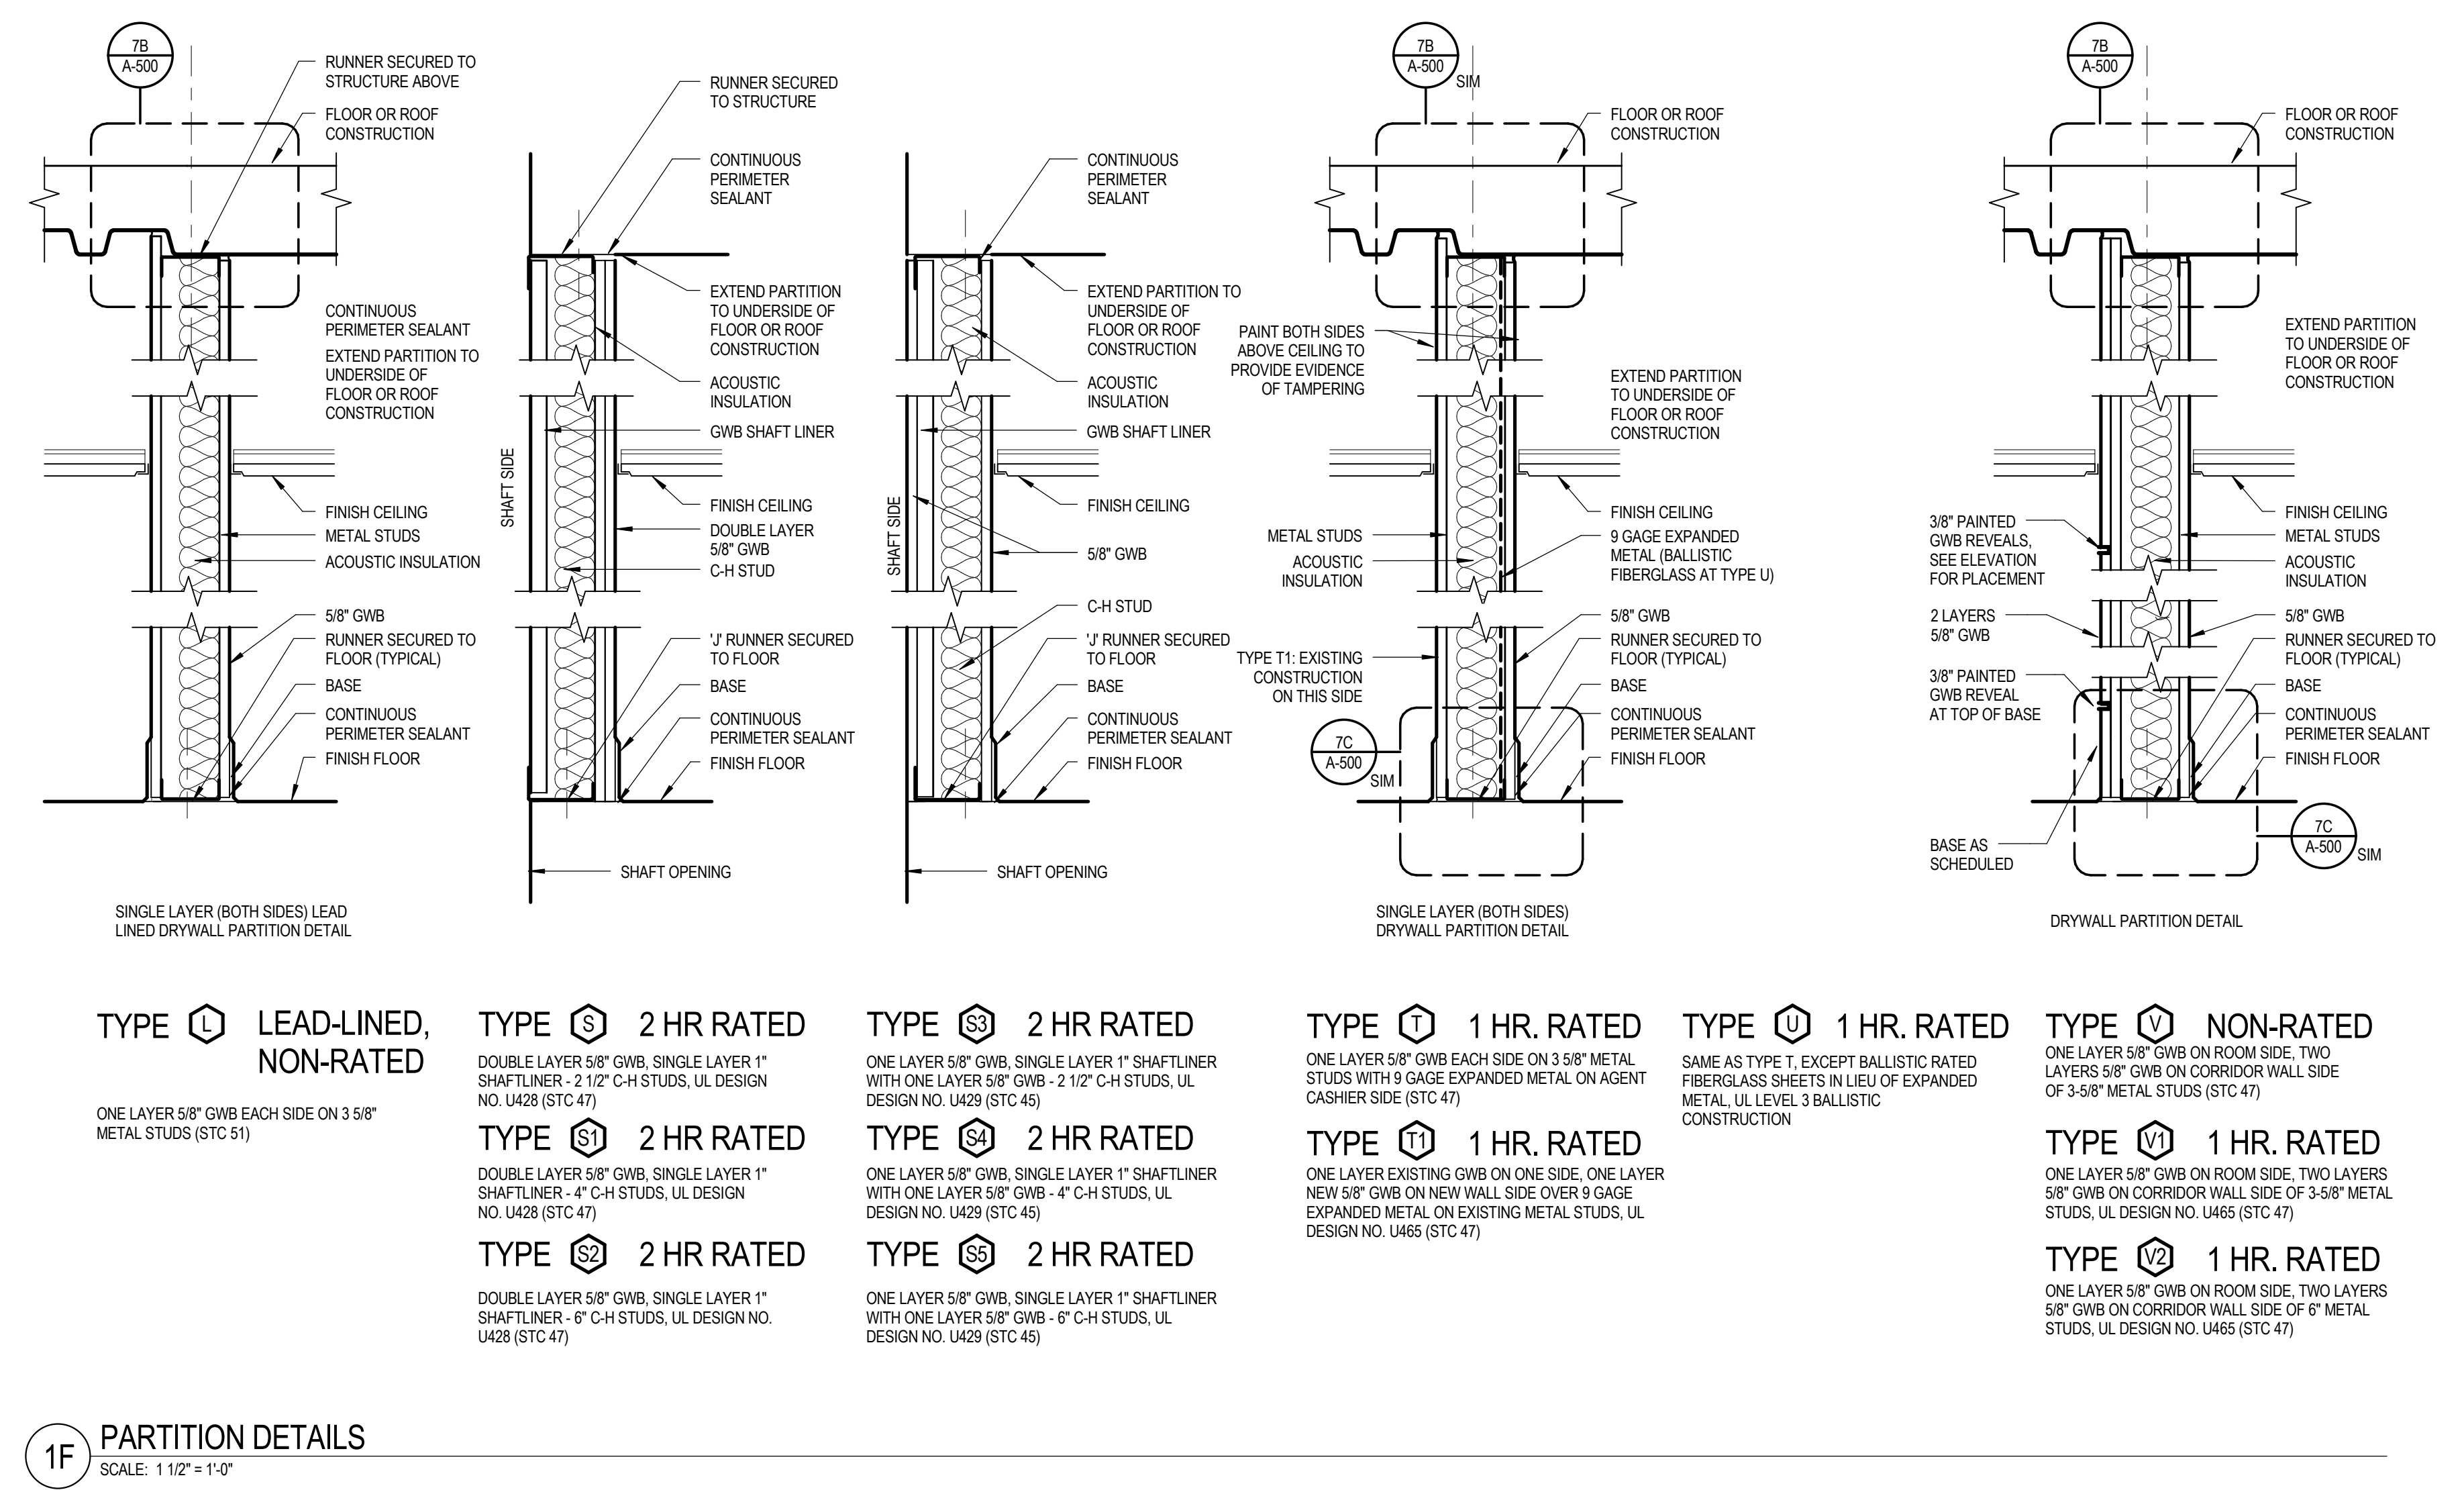 7B
A-500
RUNNER SECURED TO
STRUCTURE ABOVE
FLOOR OR ROOF
CONSTRUCTION
CONTINUOUS
PERIMETER SEALANT
EXTEND PARTITION TO
UNDERSIDE OF
FLOOR OR ROOF
CONSTRUCTION
FINISH CEILING
METAL STUDS
ACOUSTIC INSULATION
5/8" GWB
RUNNER SECURED TO
FLOOR (TYPICAL)
BASE
CONTINUOUS
PERIMETER SEALANT
FINISH FLOOR
SINGLE LAYER (BOTH SIDES) LEAD
LINED DRYWALL PARTITION DETAIL
RUNNER SECURED
TO STRUCTURE
CONTINUOUS
PERIMETER
SEALANT
EXTEND PARTITION
TO UNDERSIDE OF
FLOOR OR ROOF
CONSTRUCTION
ACOUSTIC
INSULATION
GWB SHAFT LINER
SHAFT SIDE
FINISH CEILING
DOUBLE LAYER
5/8" GWB
C-H STUD
'J' RUNNER SECURED
TO FLOOR
BASE
CONTINUOUS
PERIMETER SEALANT
FINISH FLOOR
SHAFT OPENING
CONTINUOUS
PERIMETER
SEALANT
EXTEND PARTITION TO
UNDERSIDE OF
FLOOR OR ROOF
CONSTRUCTION
ACOUSTIC
INSULATION
GWB SHAFT LINER
SHAFT SIDE
FINISH CEILING
5/8" GWB
C-H STUD
'J' RUNNER SECURED
TO FLOOR
BASE
CONTINUOUS
PERIMETER SEALANT
FINISH FLOOR
SHAFT OPENING
7B
A-500
SIM
FLOOR OR ROOF
CONSTRUCTION
PAINT BOTH SIDES
ABOVE CEILING TO
PROVIDE EVIDENCE
OF TAMPERING
EXTEND PARTITION
TO UNDERSIDE OF
FLOOR OR ROOF
CONSTRUCTION
METAL STUDS
ACOUSTIC
INSULATION
FINISH CEILING
9 GAGE EXPANDED
METAL (BALLISTIC
FIBERGLASS AT TYPE U)
5/8" GWB
RUNNER SECURED TO
FLOOR (TYPICAL)
TYPE T1: EXISTING
CONSTRUCTION
ON THIS SIDE
BASE
CONTINUOUS
PERIMETER SEALANT
FINISH FLOOR
7C
A-500
SIM
SINGLE LAYER (BOTH SIDES)
DRYWALL PARTITION DETAIL
7B
A-500
FLOOR OR ROOF
CONSTRUCTION
EXTEND PARTITION
TO UNDERSIDE OF
FLOOR OR ROOF
CONSTRUCTION
3/8" PAINTED
GWB REVEALS,
SEE ELEVATION
FOR PLACEMENT
2 LAYERS
5/8" GWB
3/8" PAINTED
GWB REVEAL
AT TOP OF BASE
BASE AS
SCHEDULED
FINISH CEILING
METAL STUDS
ACOUSTIC
INSULATION
5/8" GWB
RUNNER SECURED TO
FLOOR (TYPICAL)
BASE
CONTINUOUS
PERIMETER SEALANT
FINISH FLOOR
7C
A-500
SIM
DRYWALL PARTITION DETAIL
TYPE L LEAD-LINED,
NON-RATED
ONE LAYER 5/8" GWB EACH SIDE ON 3 5/8"
METAL STUDS (STC 51)
TYPE S 2 HR RATED
DOUBLE LAYER 5/8" GWB, SINGLE LAYER 1"
SHAFTLINER - 2 1/2" C-H STUDS, UL DESIGN
NO. U428 (STC 47)
TYPE S1 2 HR RATED
DOUBLE LAYER 5/8" GWB, SINGLE LAYER 1"
SHAFTLINER - 4" C-H STUDS, UL DESIGN
NO. U428 (STC 47)
TYPE S2 2 HR RATED
DOUBLE LAYER 5/8" GWB, SINGLE LAYER 1"
SHAFTLINER - 6" C-H STUDS, UL DESIGN NO.
U428 (STC 47)
TYPE S3 2 HR RATED
ONE LAYER 5/8" GWB, SINGLE LAYER 1" SHAFTLINER
WITH ONE LAYER 5/8" GWB - 2 1/2" C-H STUDS, UL
DESIGN NO. U429 (STC 45)
TYPE S4 2 HR RATED
ONE LAYER 5/8" GWB, SINGLE LAYER 1" SHAFTLINER
WITH ONE LAYER 5/8" GWB - 4" C-H STUDS, UL
DESIGN NO. U429 (STC 45)
TYPE S5 2 HR RATED
ONE LAYER 5/8" GWB, SINGLE LAYER 1" SHAFTLINER
WITH ONE LAYER 5/8" GWB - 6" C-H STUDS, UL
DESIGN NO. U429 (STC 45)
TYPE T 1 HR. RATED
ONE LAYER 5/8" GWB EACH SIDE ON 3 5/8" METAL
STUDS WITH 9 GAGE EXPANDED METAL ON AGENT
CASHIER SIDE (STC 47)
TYPE T1 1 HR. RATED
ONE LAYER EXISTING GWB ON ONE SIDE, ONE LAYER
NEW 5/8" GWB ON NEW WALL SIDE OVER 9 GAGE
EXPANDED METAL ON EXISTING METAL STUDS, UL
DESIGN NO. U465 (STC 47)
TYPE U 1 HR. RATED
SAME AS TYPE T, EXCEPT BALLISTIC RATED
FIBERGLASS SHEETS IN LIEU OF EXPANDED
METAL, UL LEVEL 3 BALLISTIC
CONSTRUCTION
TYPE V NON-RATED
ONE LAYER 5/8" GWB ON ROOM SIDE, TWO
LAYERS 5/8" GWB ON CORRIDOR WALL SIDE
OF 3-5/8" METAL STUDS (STC 47)
TYPE V1 1 HR. RATED
ONE LAYER 5/8" GWB ON ROOM SIDE, TWO LAYERS
5/8" GWB ON CORRIDOR WALL SIDE OF 3-5/8" METAL
STUDS, UL DESIGN NO. U465 (STC 47)
TYPE V2 1 HR. RATED
ONE LAYER 5/8" GWB ON ROOM SIDE, TWO LAYERS
5/8" GWB ON CORRIDOR WALL SIDE OF 6" METAL
STUDS, UL DESIGN NO. U465 (STC 47)
1F
PARTITION DETAILS
SCALE: 1 1/2" = 1'-0"